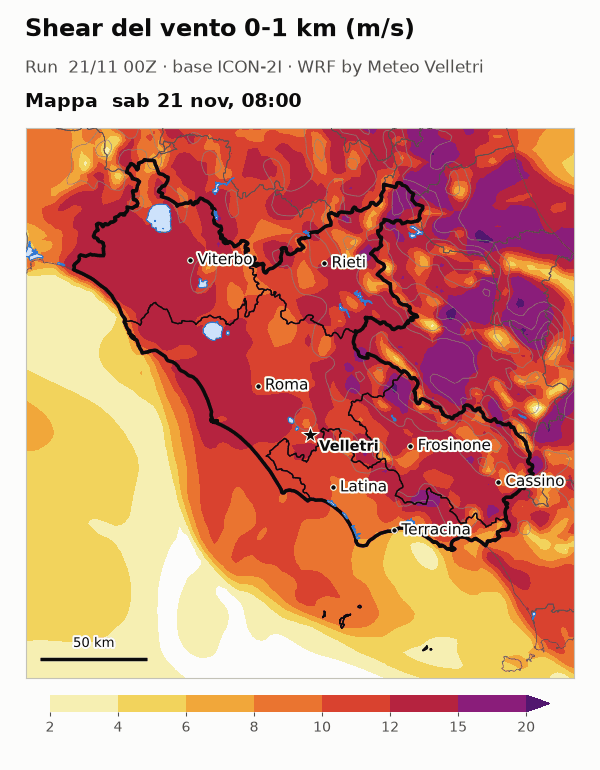 Shear del vento 0-1 km (m/s)
Run  21/11 00Z · base ICON-2I · WRF by Meteo Velletri
Mappa  sab 21 nov, 08:00
Viterbo
Rieti
Roma
Velletri
Frosinone
Cassino
Latina
Terracina
50 km
2 4 6 8 10 12 15 20